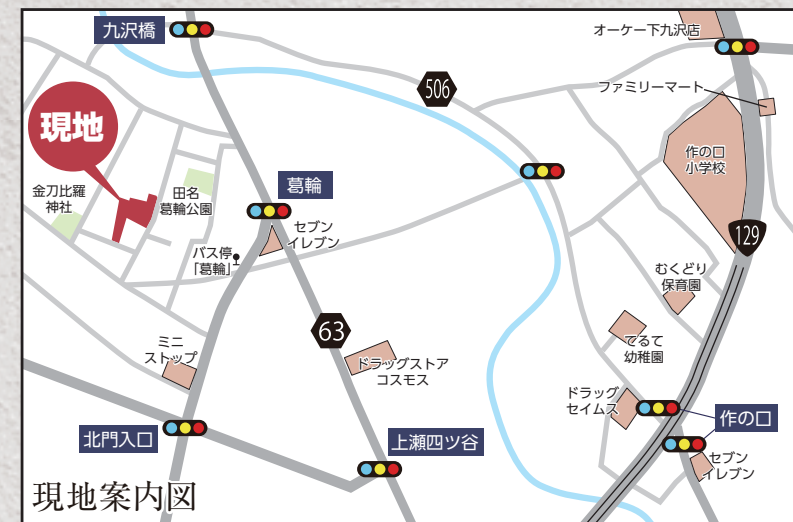 九沢橋
オーケー下九沢店
506
ファミリーマート
現地
作の口
小学校
金刀比羅
神社
田名
葛輪公園
葛輪
セブン
イレブン
129
バス停
「葛輪」
むくどり
保育園
63
てるて
幼稚園
ミニ
ストップ
ドラッグストア
コスモス
ドラッグ
セイムス
作の口
北門入口
上瀬四ツ谷
セブン
イレブン
現地案内図